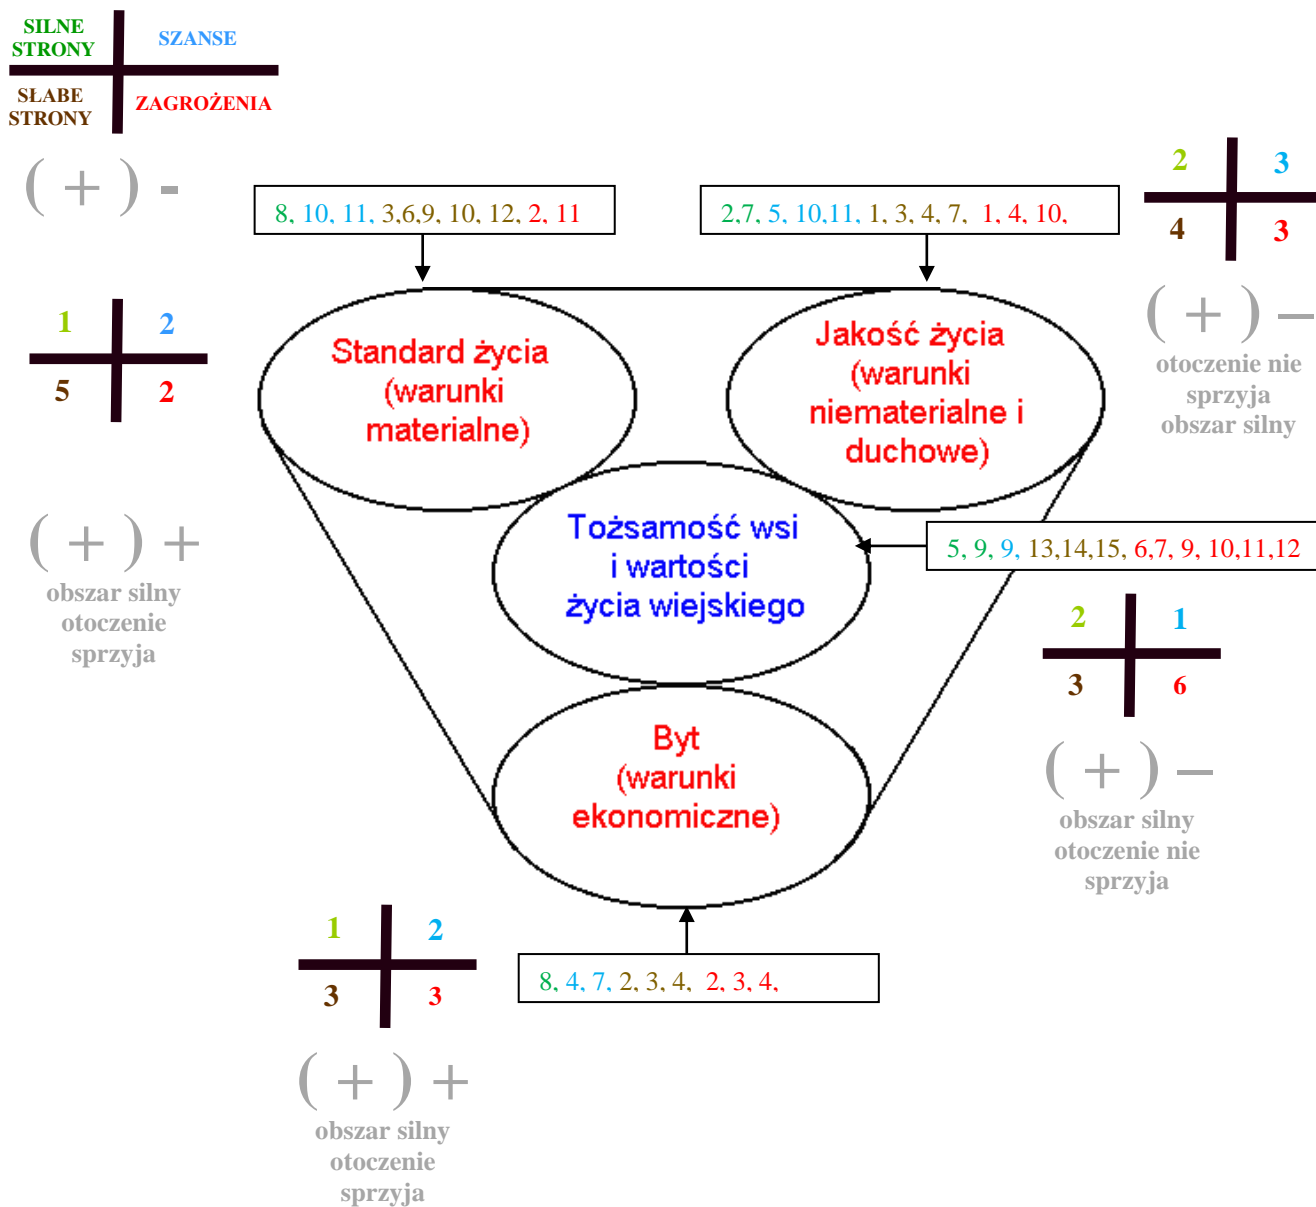 SILNE
STRONY
SZANSE
SŁABE
STRONY
ZAGROŻENIA
( + ) -
8, 10, 11, 3,6,9, 10, 12, 2, 11
2,7, 5, 10,11, 1, 3, 4, 7, 1, 4, 10,
2 3
4 3
( + ) –
otoczenie nie
sprzyja
obszar silny
1 2
5 2
( + ) +
obszar silny
otoczenie
sprzyja
Standard życia
(warunki
materialne)
Jakość życia
(warunki
niematerialne i
duchowe)
Tożsamość wsi
i wartości
życia wiejskiego
5, 9, 9, 13,14,15, 6,7, 9, 10,11,12
2 1
3 6
( + ) –
obszar silny
otoczenie nie
sprzyja
Byt
(warunki
ekonomiczne)
1 2
3 3
8, 4, 7, 2, 3, 4, 2, 3, 4,
( + ) +
obszar silny
otoczenie
sprzyja